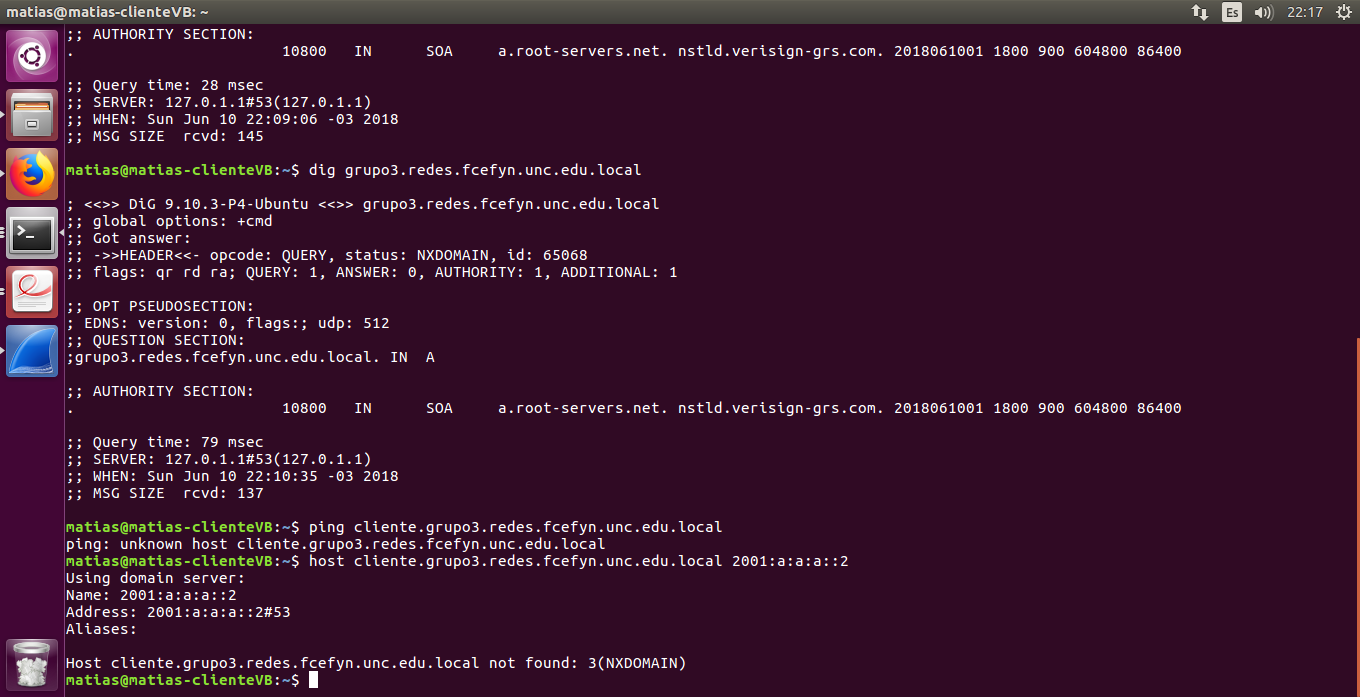 matias@matias-clienteVB: ~
Es
22:17
;; AUTHORITY SECTION:
.                       10800   IN      SOA     a.root-servers.net. nstld.verisign-grs.com. 2018061001 1800 900 604800 86400
;; Query time: 28 msec
;; SERVER: 127.0.1.1#53(127.0.1.1)
;; WHEN: Sun Jun 10 22:09:06 -03 2018
;; MSG SIZE  rcvd: 145
matias@matias-clienteVB:~$ dig grupo3.redes.fcefyn.unc.edu.local
; <<>> DiG 9.10.3-P4-Ubuntu <<>> grupo3.redes.fcefyn.unc.edu.local
;; global options: +cmd
;; Got answer:
;; ->>HEADER<<- opcode: QUERY, status: NXDOMAIN, id: 65068
;; flags: qr rd ra; QUERY: 1, ANSWER: 0, AUTHORITY: 1, ADDITIONAL: 1
;; OPT PSEUDOSECTION:
; EDNS: version: 0, flags:; udp: 512
;; QUESTION SECTION:
;grupo3.redes.fcefyn.unc.edu.local. IN  A
;; AUTHORITY SECTION:
.                       10800   IN      SOA     a.root-servers.net. nstld.verisign-grs.com. 2018061001 1800 900 604800 86400
;; Query time: 79 msec
;; SERVER: 127.0.1.1#53(127.0.1.1)
;; WHEN: Sun Jun 10 22:10:35 -03 2018
;; MSG SIZE  rcvd: 137
matias@matias-clienteVB:~$ ping cliente.grupo3.redes.fcefyn.unc.edu.local
ping: unknown host cliente.grupo3.redes.fcefyn.unc.edu.local
matias@matias-clienteVB:~$ host cliente.grupo3.redes.fcefyn.unc.edu.local 2001:a:a:a::2
Using domain server:
Name: 2001:a:a:a::2
Address: 2001:a:a:a::2#53
Aliases:
Host cliente.grupo3.redes.fcefyn.unc.edu.local not found: 3(NXDOMAIN)
matias@matias-clienteVB:~$